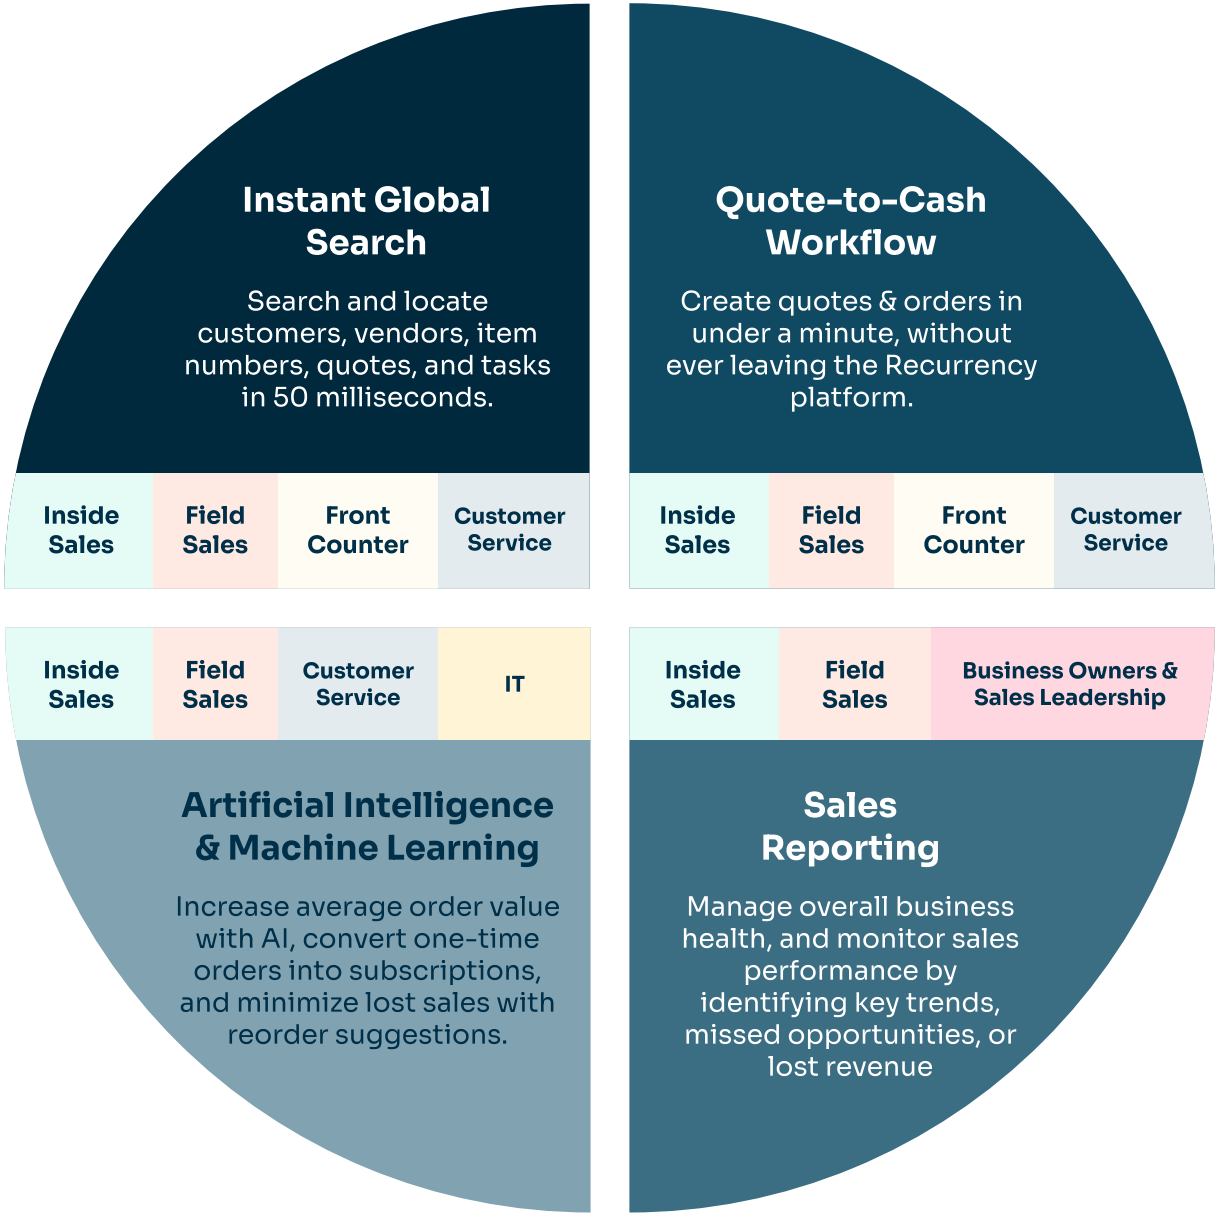 Instant Global
Search
Search and locate
customers, vendors, item
numbers, quotes, and tasks
in 50 milliseconds.
Inside
Sales
Field
Sales
Front
Counter
Customer
Service
Quote-to-Cash
Workflow
Create quotes & orders in
under a minute, without
ever leaving the Recurrency
platform.
Inside
Sales
Field
Sales
Front
Counter
Customer
Service
Inside
Sales
Field
Sales
Customer
Service
IT
Artificial Intelligence
& Machine Learning
Increase average order value
with AI, convert one-time
orders into subscriptions,
and minimize lost sales with
reorder suggestions.
Inside
Sales
Field
Sales
Business Owners &
Sales Leadership
Sales
Reporting
Manage overall business
health, and monitor sales
performance by
identifying key trends,
missed opportunities, or
lost revenue